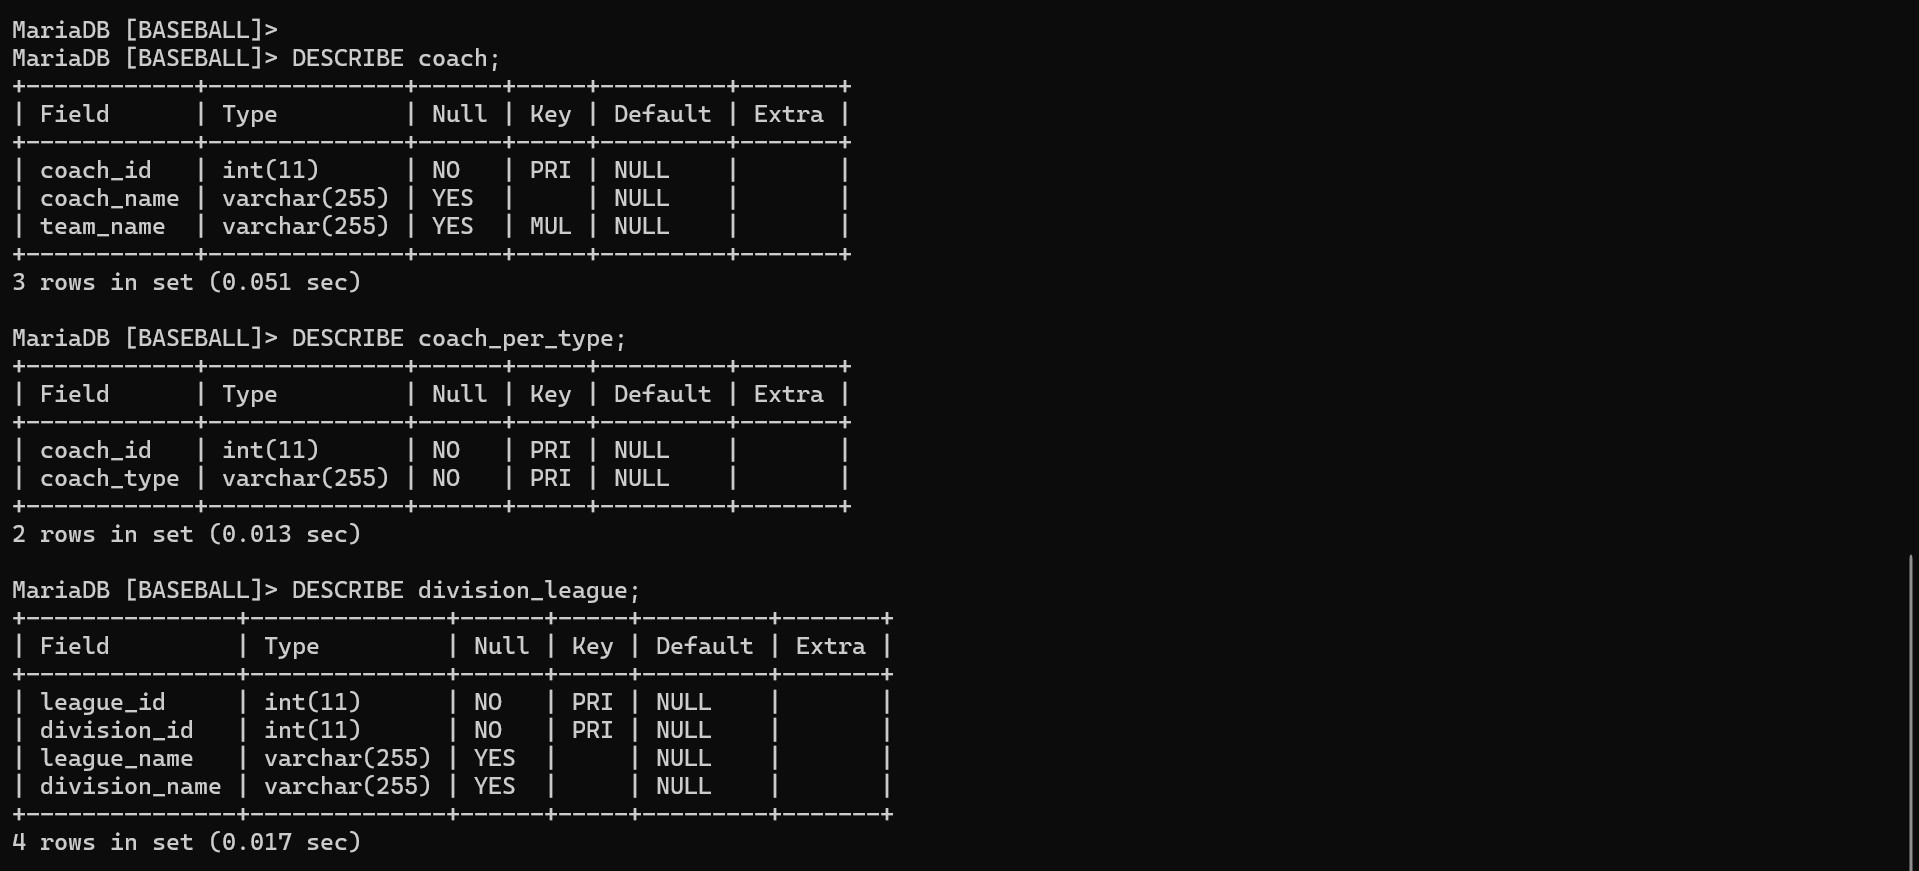 MariaDB [BASEBALL]>
MariaDB [BASEBALL]> DESCRIBE coach;
+------------+--------------+------+-----+---------+-------+
| Field      | Type         | Null | Key | Default | Extra |
+------------+--------------+------+-----+---------+-------+
| coach_id   | int(11)      | NO   | PRI | NULL    |       |
| coach_name | varchar(255) | YES  |     | NULL    |       |
| team_name  | varchar(255) | YES  | MUL | NULL    |       |
+------------+--------------+------+-----+---------+-------+
3 rows in set (0.051 sec)

MariaDB [BASEBALL]> DESCRIBE coach_per_type;
+------------+--------------+------+-----+---------+-------+
| Field      | Type         | Null | Key | Default | Extra |
+------------+--------------+------+-----+---------+-------+
| coach_id   | int(11)      | NO   | PRI | NULL    |       |
| coach_type | varchar(255) | NO   | PRI | NULL    |       |
+------------+--------------+------+-----+---------+-------+
2 rows in set (0.013 sec)

MariaDB [BASEBALL]> DESCRIBE division_league;
+---------------+--------------+------+-----+---------+-------+
| Field         | Type         | Null | Key | Default | Extra |
+---------------+--------------+------+-----+---------+-------+
| league_id     | int(11)      | NO   | PRI | NULL    |       |
| division_id   | int(11)      | NO   | PRI | NULL    |       |
| league_name   | varchar(255) | YES  |     | NULL    |       |
| division_name | varchar(255) | YES  |     | NULL    |       |
+---------------+--------------+------+-----+---------+-------+
4 rows in set (0.017 sec)